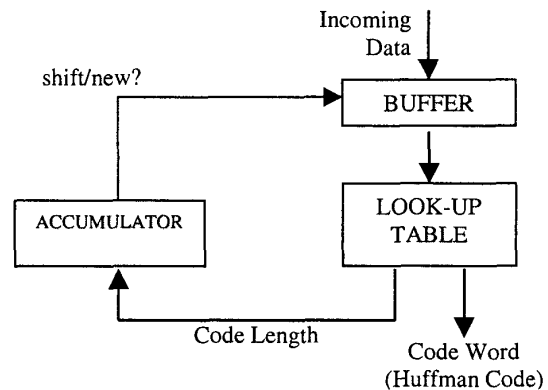 Incoming
Data
shift/new?
BUFFER
ACCUMULATOR
LOOK-UP
TABLE
Code Length
Code Word
(Huffman Code)